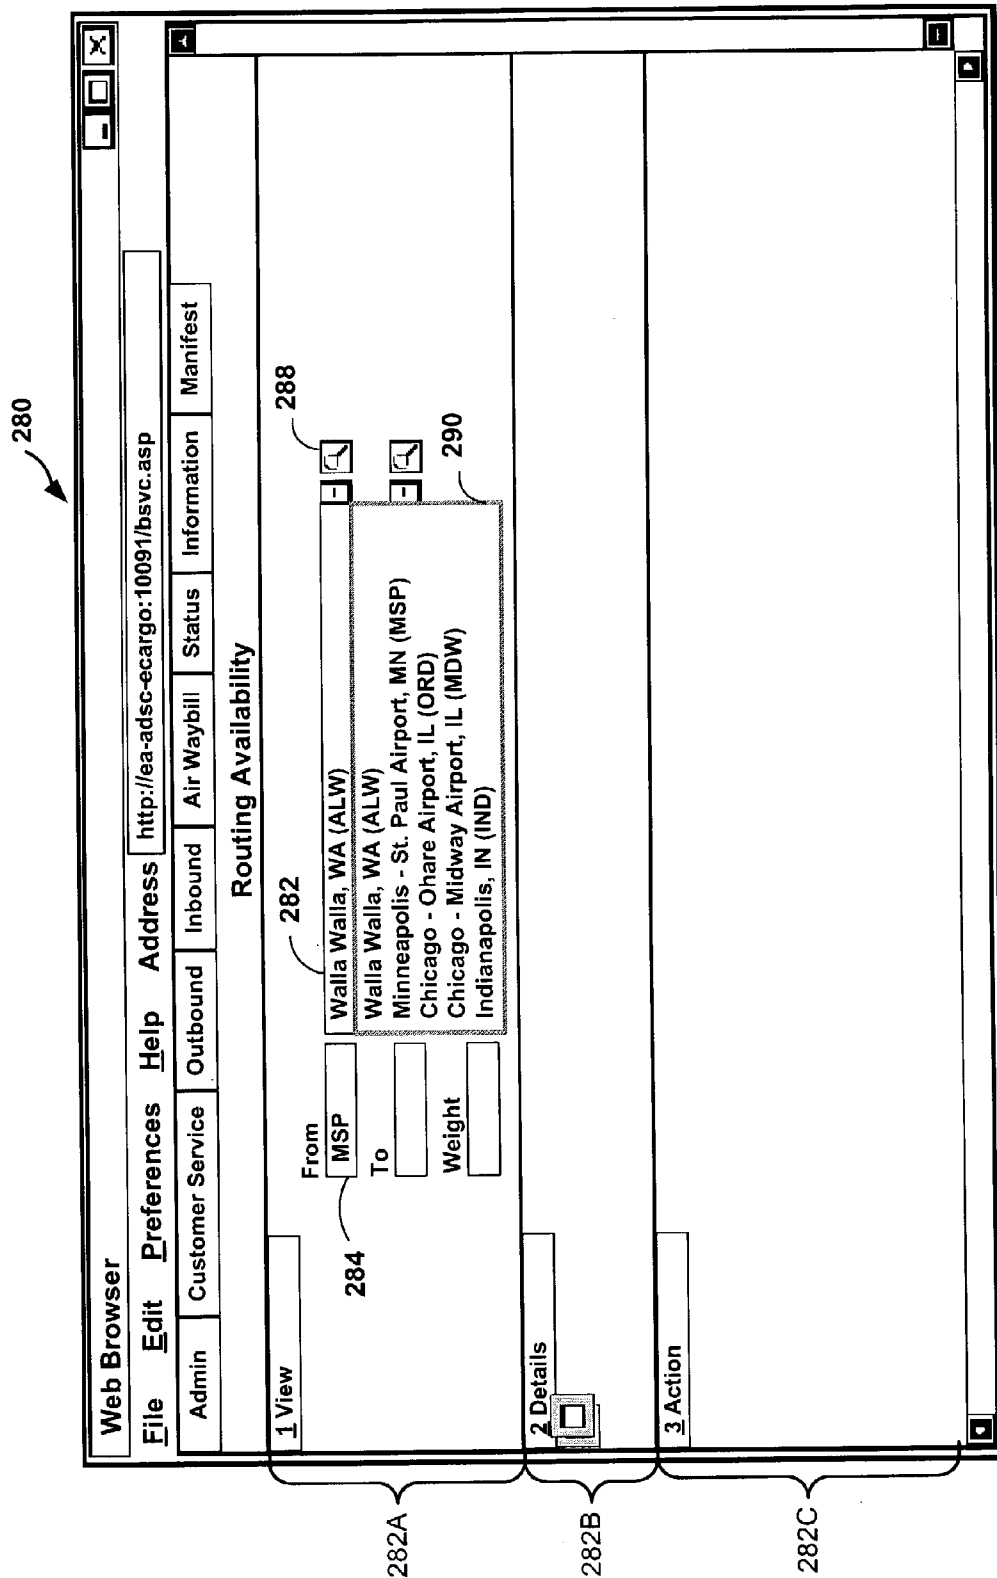 280
Web Browser
File Edit Preferences Help Address http://ea-adsc-ecargo:10091/bsvc.asp
Admin Customer Service Outbound Inbound Air Waybill Status Information Manifest
Routing Availability
1 View
282
288
From
MSP
Walla Walla, WA (ALW)
284
To
Walla Walla, WA (ALW)
Minneapolis - St. Paul Airport, MN (MSP)
Chicago - Ohare Airport, IL (ORD)
Chicago - Midway Airport, IL (MDW)
Indianapolis, IN (IND)
Weight
290
2 Details
3 Action
282A
282B
282C